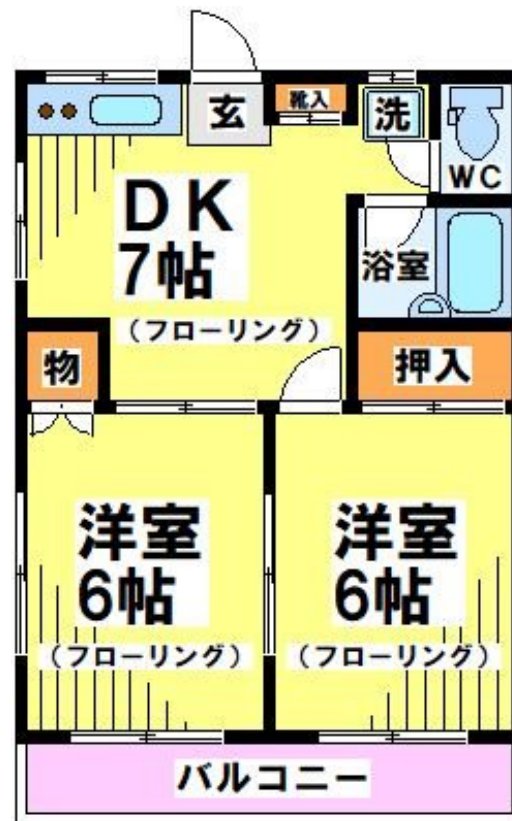 玄
靴入
洗
WC
DK
7帖
(フローリング)
浴室
物
押入
洋室
6帖
(フローリング)
洋室
6帖
(フローリング)
バルコニー